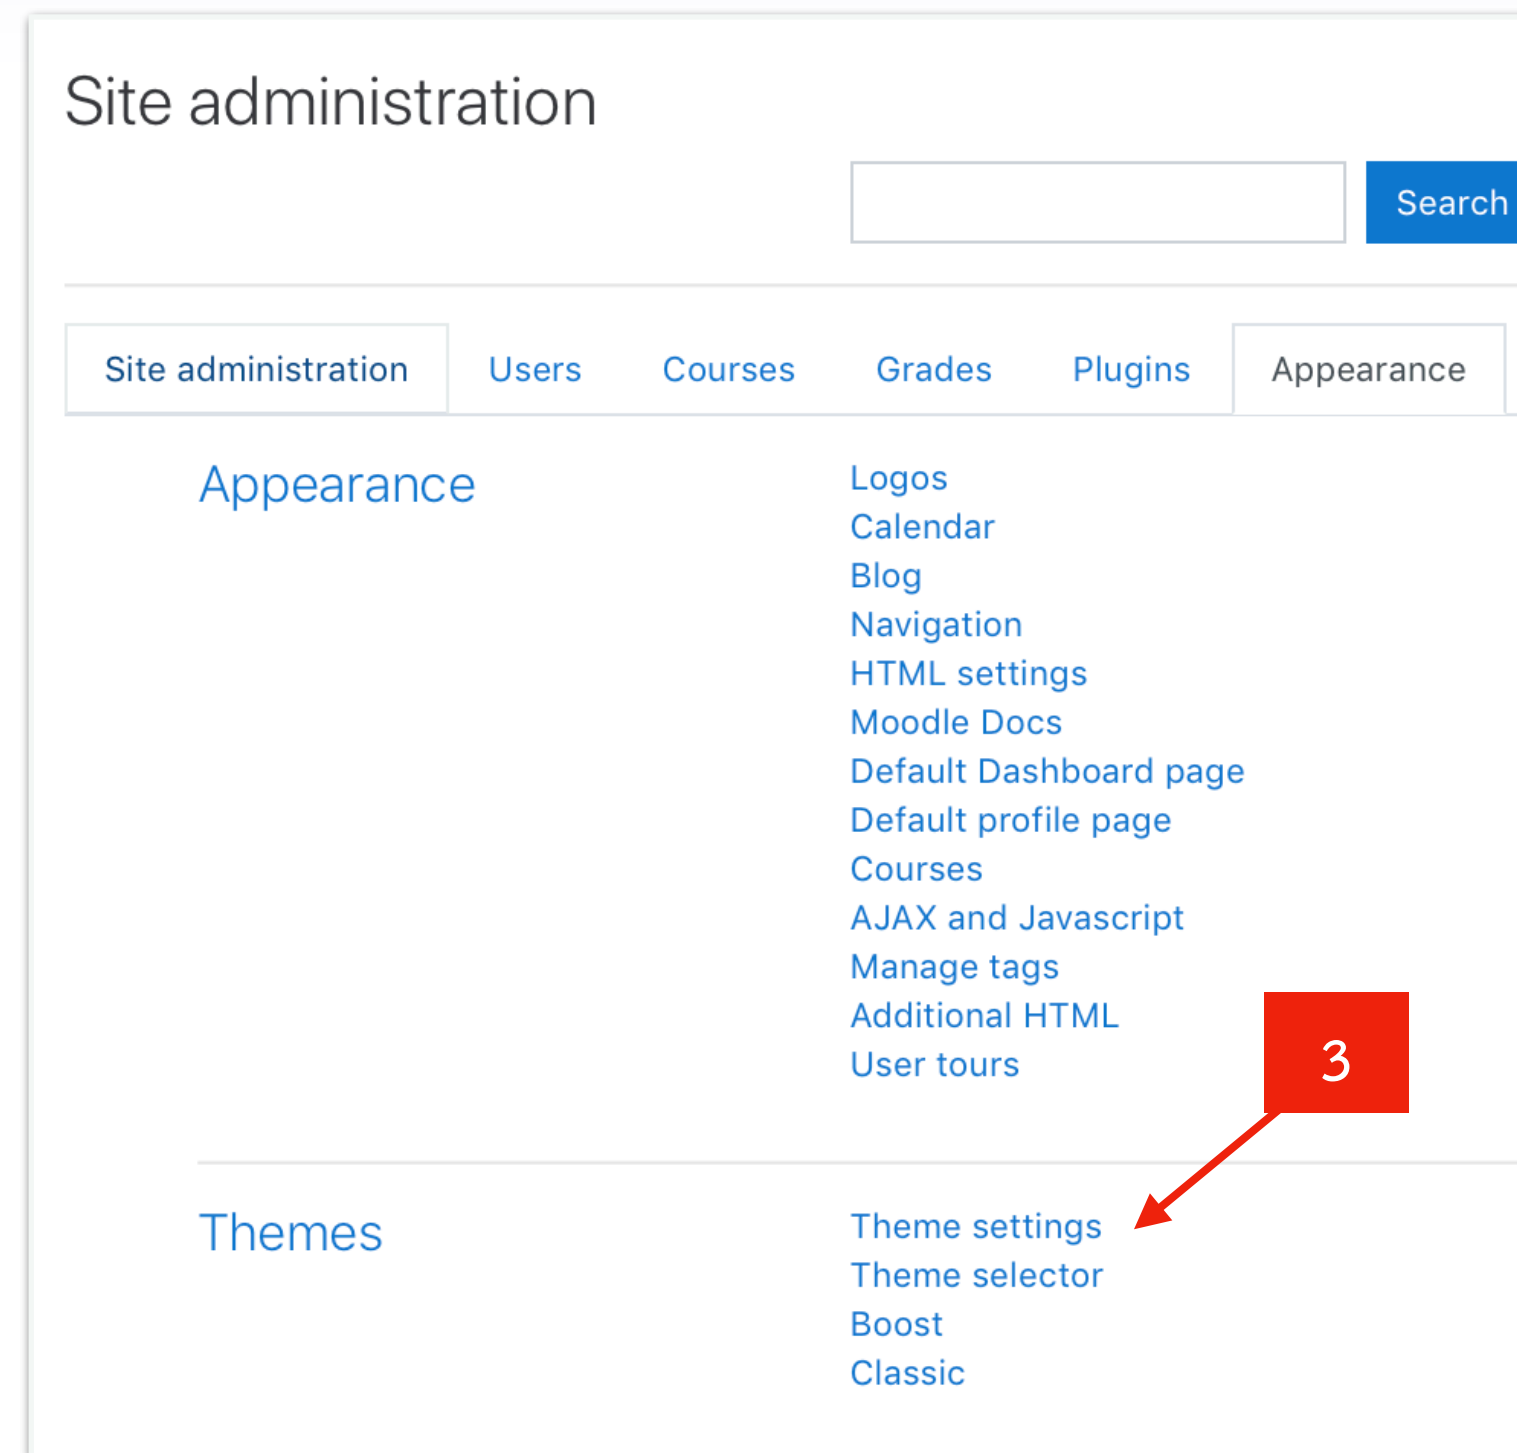 Site administration
Search
Site administration Users Courses Grades Plugins Appearance
Appearance
Logos
Calendar
Blog
Navigation
HTML settings
Moodle Docs
Default Dashboard page
Default profile page
Courses
AJAX and Javascript
Manage tags
Additional HTML
User tours
3
Themes
Theme settings
Theme selector
Boost
Classic